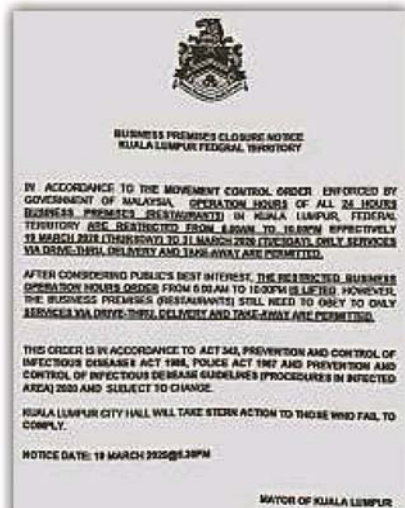 BUSINESS PREMISES CLOSURE NOTICE
KUALA LUMPUR FEDERAL TERRITORY
IN ACCORDANCE TO THE MOVEMENT CONTROL ORDER ENFORCED BY
GOVERNMENT OF MALAYSIA, OPERATION HOURS OF ALL 24 HOURS
BUSINESS PREMISES (RESTAURANTS) IN KUALA LUMPUR, FEDERAL
TERRITORY ARE RESTRICTED FROM 6.00AM TO 10.00PM EFFECTIVELY
19 MARCH 2020 (THURSDAY) TO 31 MARCH 2020 (TUESDAY). ONLY SERVICES
VIA DRIVE-THRU, DELIVERY AND TAKE-AWAY ARE PERMITTED.
AFTER CONSIDERING PUBLIC'S BEST INTEREST, THE RESTRICTED BUSINESS
OPERATION HOURS ORDER FROM 6.00AM TO 10:00PM IS LIFTED. HOWEVER,
THE BUSINESS PREMISES (RESTAURANTS) STILL NEED TO OBEY TO ONLY
SERVICES VIA DRIVE-THRU, DELIVERY AND TAKE-AWAY ARE PERMITTED.
THIS ORDER IS IN ACCORDANCE TO ACT 342, PREVENTION AND CONTROL OF
INFECTIOUS DISEASES ACT 1988, POLICE ACT 1967 AND PREVENTION AND
CONTROL OF INFECTIOUS DISEASE GUIDELINES (PROCEDURES IN INFECTED
AREA) 2020 AND SUBJECT TO CHANGE.
KUALA LUMPUR CITY HALL WILL TAKE STERN ACTION TO THOSE WHO FAIL TO
COMPLY.
NOTICE DATE: 19 MARCH 2020@5.30PM
MAYOR OF KUALA LUMPUR